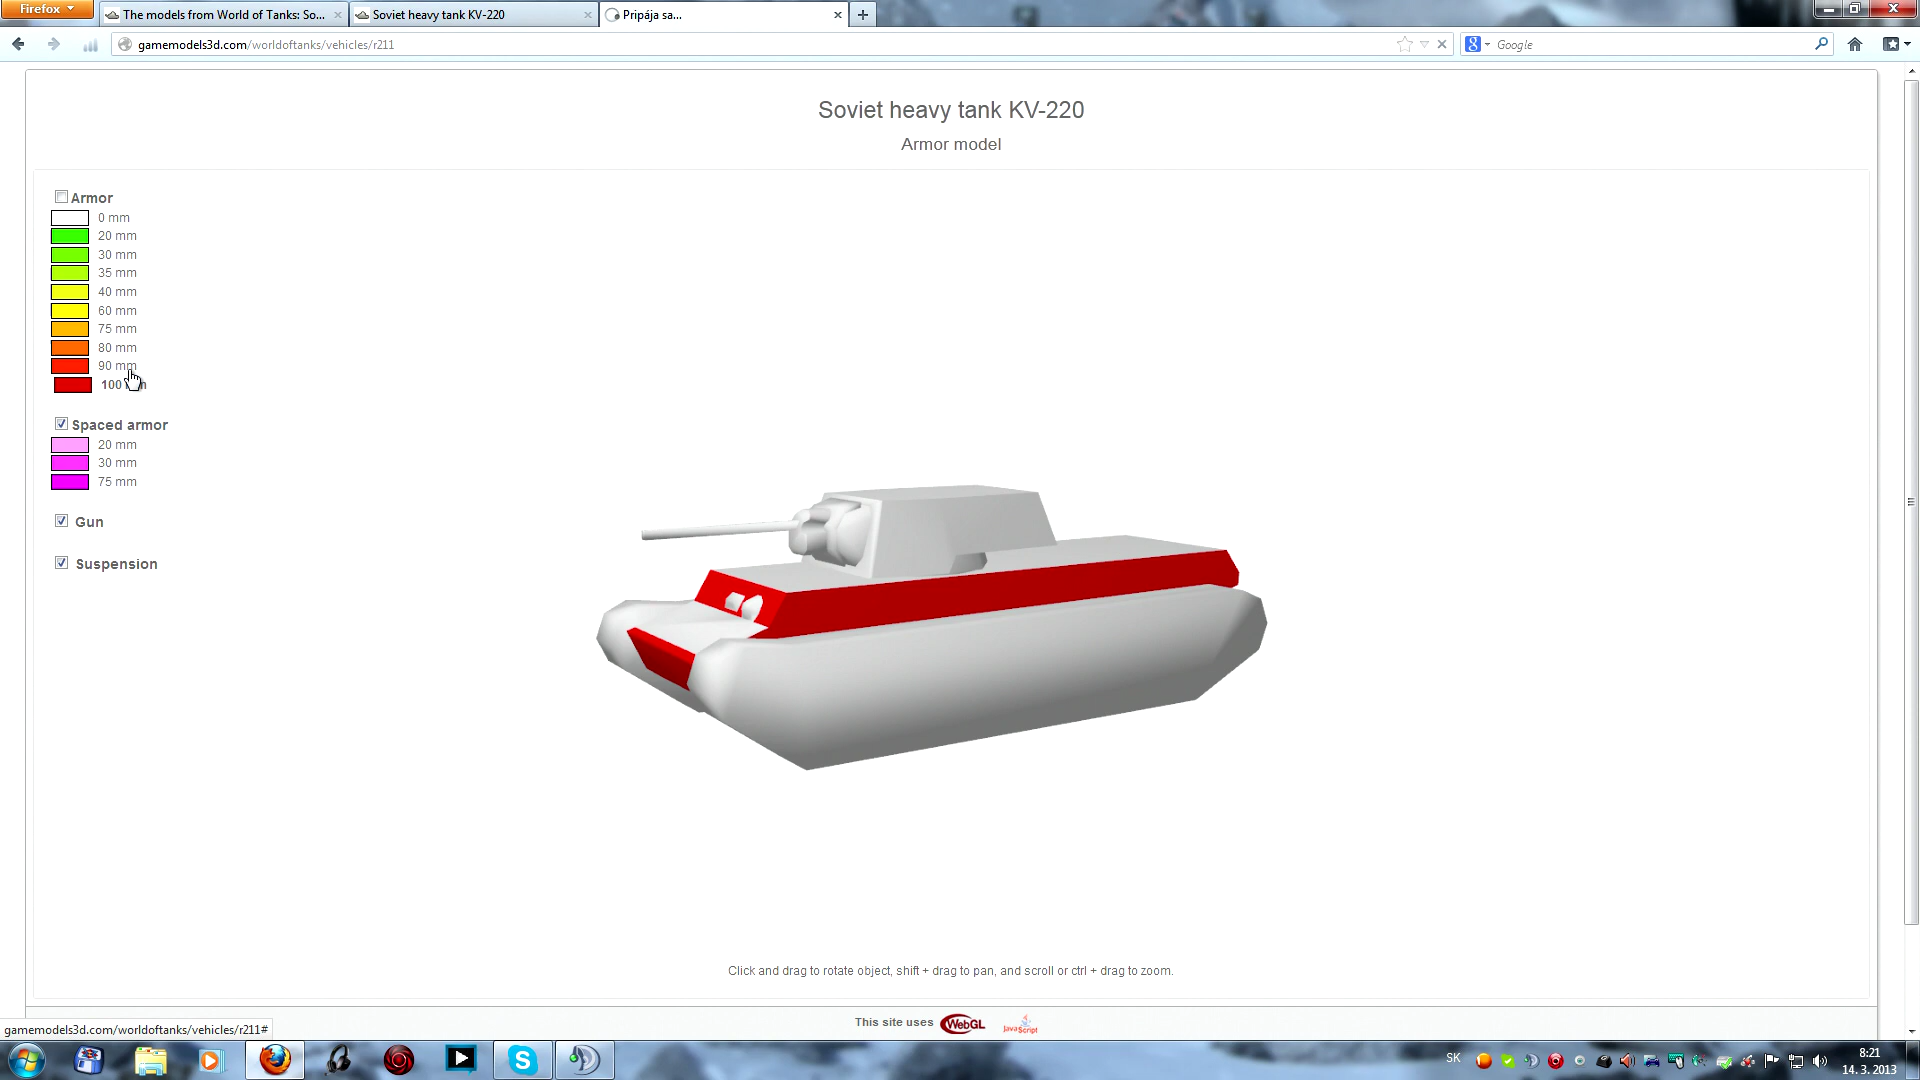 Firefox
The models from World of Tanks: So...
Soviet heavy tank KV-220
Pripája sa...
gamemodels3d.com/worldoftanks/vehicles/r211
Google
Soviet heavy tank KV-220
Armor model
Armor
0 mm
20 mm
30 mm
35 mm
40 mm
60 mm
75 mm
80 mm
90 mm
100
Spaced armor
20 mm
30 mm
75 mm
Gun
Suspension
Click and drag to rotate object, shift + drag to pan, and scroll or ctrl + drag to zoom.
This site uses WebGL JavaScript
gamemodels3d.com/worldoftanks/vehicles/r211#
SK
8:21
14. 3. 2013